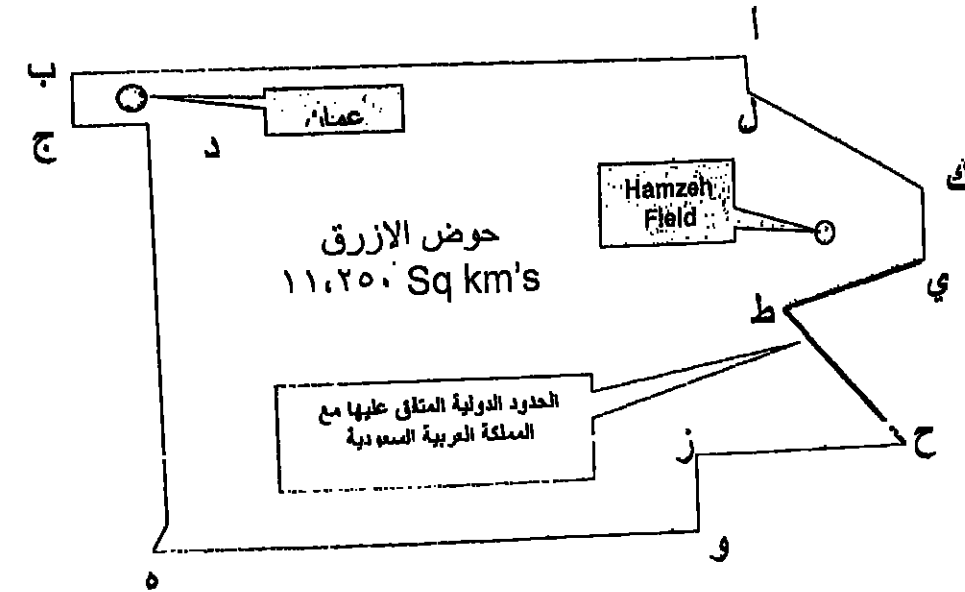 ا
ب
عمان
ل
ج
د
ك
Hamzeh
Field
حوض الازرق
١١،٢٥٠ Sq km's
ي
ط
الحدود الدولية المتفق عليها مع
المملكة العربية السعودية
ز
ح
و
ه